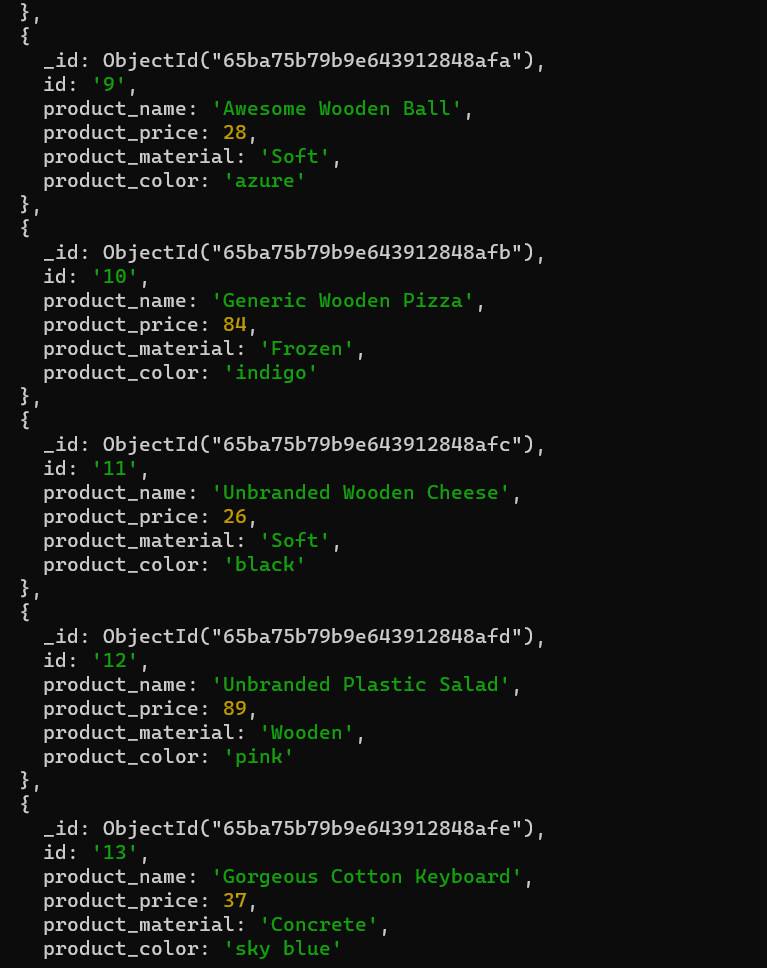 },
{
_id: ObjectId("65ba75b79b9e643912848afa"),
id: '9',
product_name: 'Awesome Wooden Ball',
product_price: 28,
product_material: 'Soft',
product_color: 'azure'
},
{
_id: ObjectId("65ba75b79b9e643912848afb"),
id: '10',
product_name: 'Generic Wooden Pizza',
product_price: 84,
product_material: 'Frozen',
product_color: 'indigo'
},
{
_id: ObjectId("65ba75b79b9e643912848afc"),
id: '11',
product_name: 'Unbranded Wooden Cheese',
product_price: 26,
product_material: 'Soft',
product_color: 'black'
},
{
_id: ObjectId("65ba75b79b9e643912848afd"),
id: '12',
product_name: 'Unbranded Plastic Salad',
product_price: 89,
product_material: 'Wooden',
product_color: 'pink'
},
{
_id: ObjectId("65ba75b79b9e643912848afe"),
id: '13',
product_name: 'Gorgeous Cotton Keyboard',
product_price: 37,
product_material: 'Concrete',
product_color: 'sky blue'